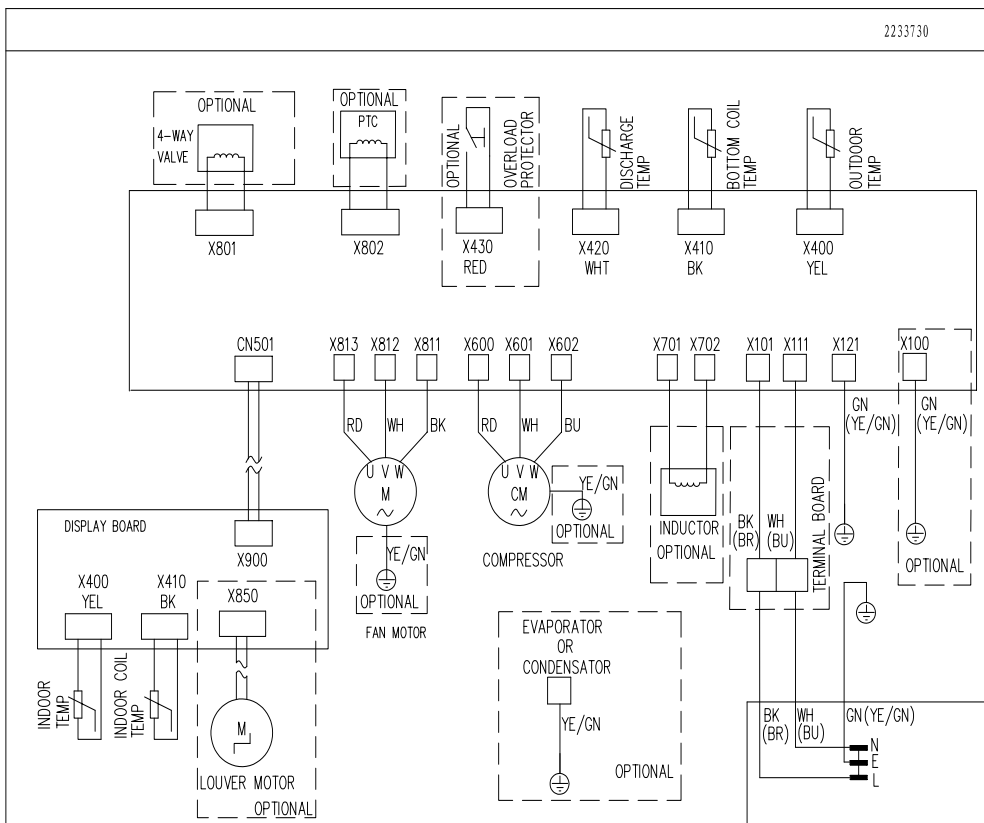 2233730
OPTIONAL
4-WAY
VALVE
OPTIONAL
PTC
OPTIONAL
OVERLOAD
PROTECTOR
DISCHARGE
TEMP
BOTTOM COIL
TEMP
OUTDOOR
TEMP
X801
X802
X430
RED
X420
WHT
X410
BK
X400
YEL
CN501
X813
X812
X811
X600
X601
X602
X701
X702
X101
X111
X121
X100
RD
WH
BK
RD
WH
BU
GN
(YE/GN)
GN
(YE/GN)
U V W
M
U V W
CM
YE/GN
OPTIONAL
COMPRESSOR
YE/GN
OPTIONAL
FAN MOTOR
INDUCTOR
OPTIONAL
BK
(BR)
WH
(BU)
TERMINAL BOARD
OPTIONAL
DISPLAY BOARD
X900
X400
YEL
X410
BK
X850
INDOOR
TEMP
INDOOR COIL
TEMP
M
LOUVER MOTOR
OPTIONAL
EVAPORATOR
OR
CONDENSATOR
YE/GN
OPTIONAL
BK
(BR)
WH
(BU)
GN(YE/GN)
N
E
L